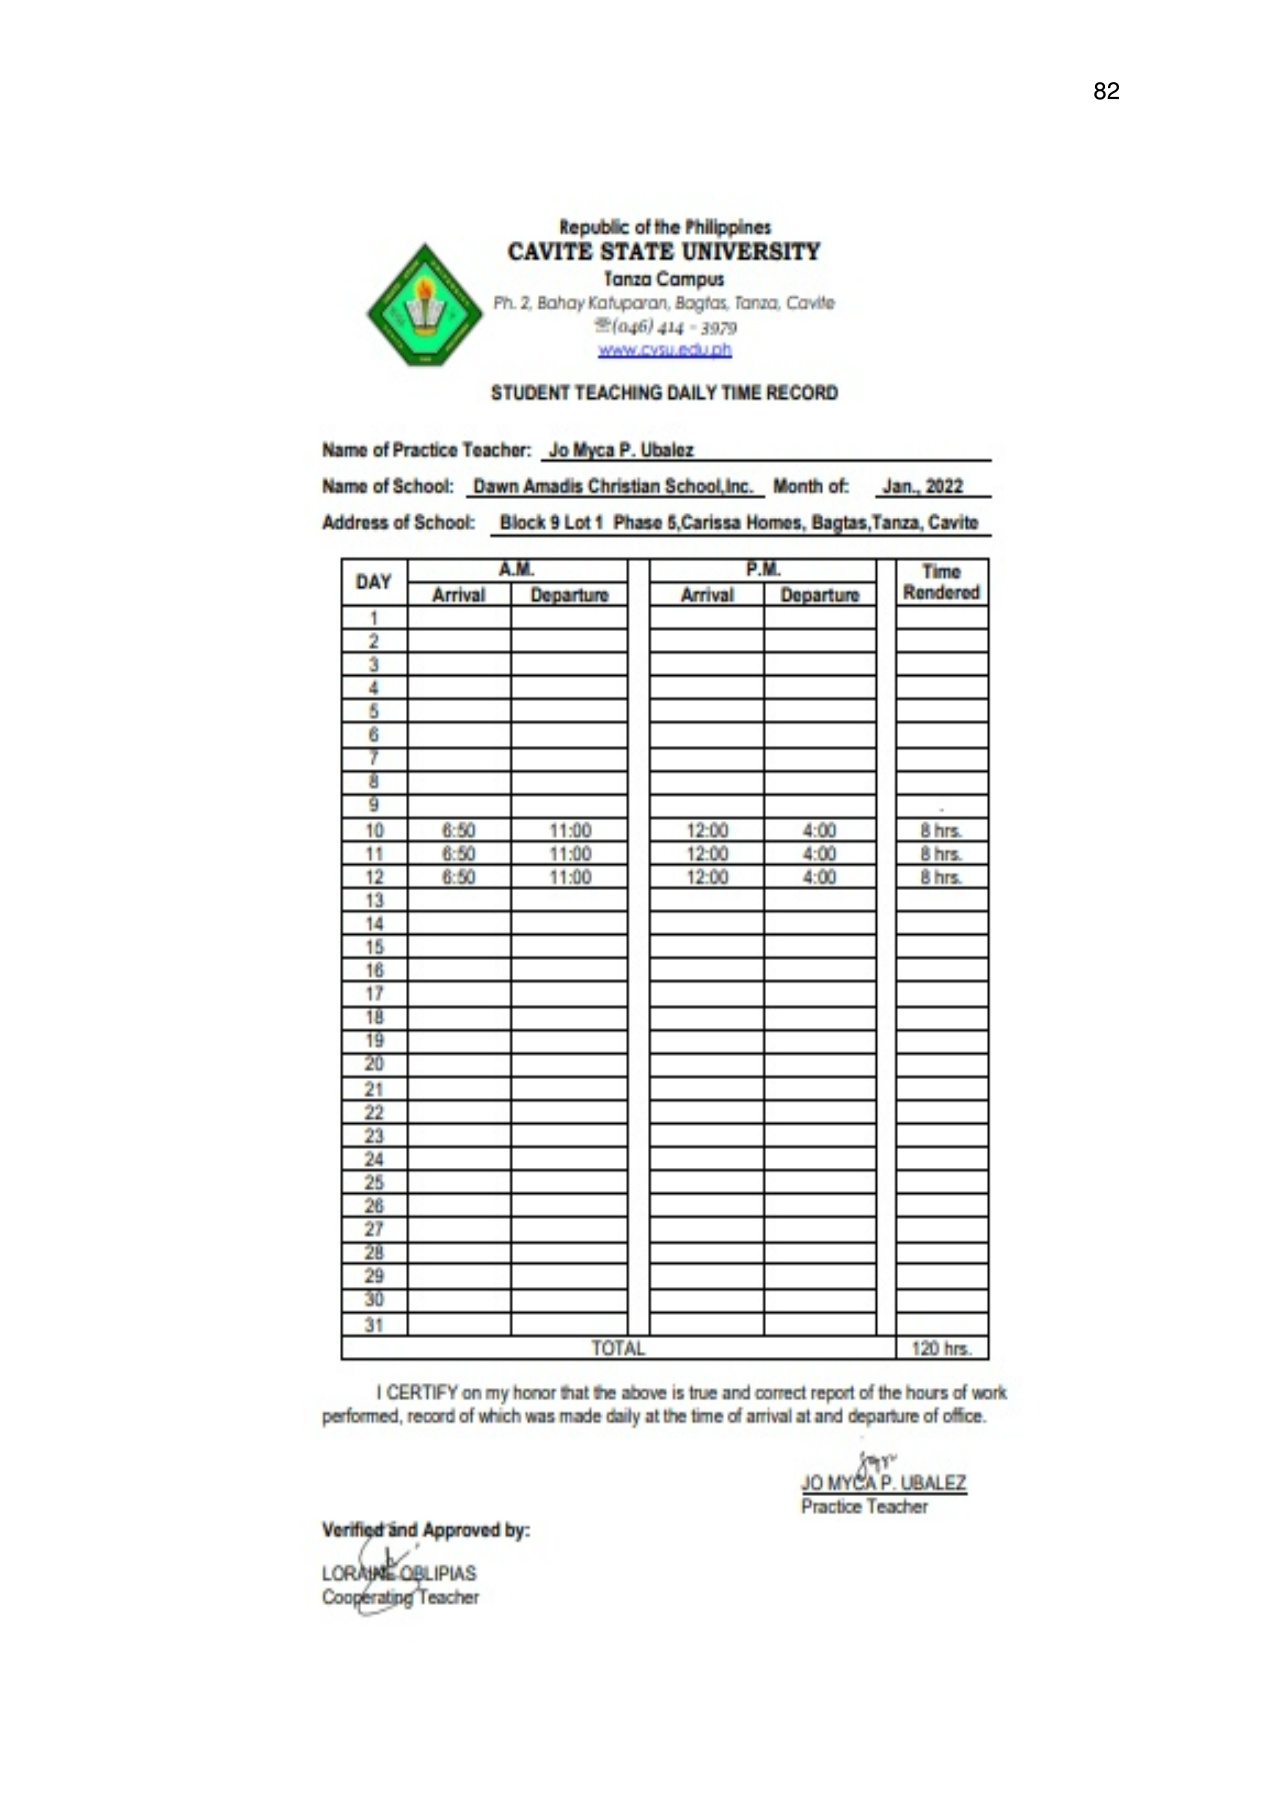 82
Republic of the Philippines
CAVITE STATE UNIVERSITY
Tanza Campus
Ph. 2, Bahay Katuparan, Bagtas, Tanza, Cavite
☏(046) 414 - 3979
www.cvsu.edu.ph
STUDENT TEACHING DAILY TIME RECORD
Name of Practice Teacher: Jo Myca P. Ubalez
Name of School: Dawn Amadis Christian School,Inc. Month of: Jan., 2022
Address of School: Block 9 Lot 1 Phase 5,Carissa Homes, Bagtas,Tanza, Cavite
DAY A.M. P.M. Time Rendered
Arrival Departure Arrival Departure
1
2
3
4
5
6
7
8
9
10 6:50 11:00 12:00 4:00 8 hrs.
11 6:50 11:00 12:00 4:00 8 hrs.
12 6:50 11:00 12:00 4:00 8 hrs.
13
14
15
16
17
18
19
20
21
22
23
24
25
26
27
28
29
30
31
TOTAL 120 hrs.
I CERTIFY on my honor that the above is true and correct report of the hours of work
performed, record of which was made daily at the time of arrival at and departure of office.
JO MYCA P. UBALEZ
Practice Teacher
Verified and Approved by:
LORAINE OBLIPIAS
Cooperating Teacher